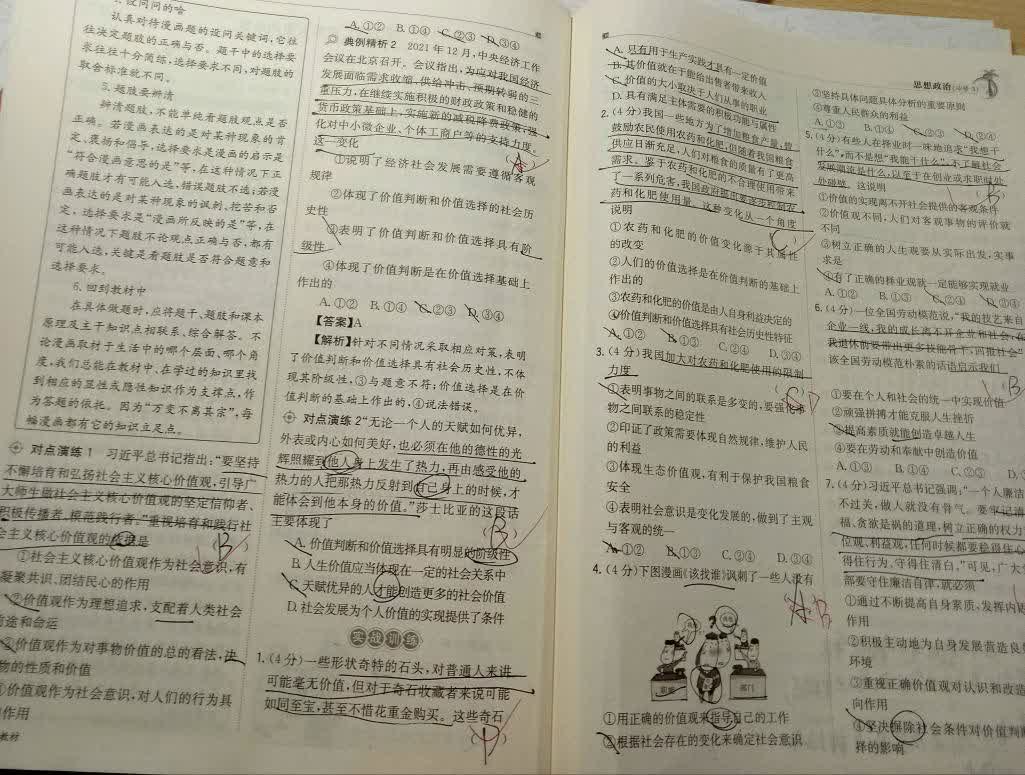 5. 设问问的啥
认真对待漫画题的设问关键词,它往
往决定题肢的正确与否。题干中的选择要
求往往十分简练,选择要求不同,对题肢的
取舍标准就不同。
5. 题肢要辨清
辨清题肢,不能单纯看题肢观点是否
正确。若漫画表达的是对某种现象的肯
定、褒扬和倡导,选择要求是漫画的启示是
“符合漫画意思的是”等,在这种情况下正
确题肢才有可能入选,错误题肢不选;若漫
画表达的是对某种现象的讽刺、挖苦和否
定,选择要求是“漫画所反映的是”等,在
这种情况下题肢不论观点正确与否,都有
可能入选,关键是看题肢是否符合题意和
选择要求。
6. 回到教材中
在具体做题时,应将题干、题肢和课本
原理及主干知识点相联系、综合解答。不
论漫画取材于生活中的哪个层面、哪个角
度,我们总能在教材中、在学过的知识里找
到相应的显性或隐性知识作为支撑点,作
为答题的依托。因为“万变不离其宗”,每
幅漫画都有它的知识立足点。
对点演练 1 习近平总书记指出:“要坚持
不懈培育和弘扬社会主义核心价值观,引导广
大师生做社会主义核心价值观的坚定信仰者、
积极传播者、模范践行者。”重视培育和践行社
会主义核心价值观的依据是
(B)
①社会主义核心价值观作为社会意识,有
凝聚共识、团结民心的作用
②价值观作为理想追求,支配着人类社会
前途和命运
③价值观作为对事物价值的总的看法,决
物的性质和价值
④价值观作为社会意识,对人们的行为具
作用
教材
A.①② B.①④ C.②③ D.③④
典例精析 2 2021 年 12 月,中央经济工作
会议在北京召开。会议指出,为应对我国经济
发展面临需求收缩、供给冲击、预期转弱的三
重压力,在继续实施积极的财政政策和稳健的
货币政策基础上,实施新的减税降费政策,强
化对中小微企业、个体工商户等的支持力度。
这一变化
(A)
①说明了经济社会发展需要遵循客观
规律
②体现了价值判断和价值选择的社会历
史性
③表明了价值判断和价值选择具有阶
级性
④体现了价值判断是在价值选择基础上
作出的
A.①② B.①④ C.②③ D.③④
【答案】A
【解析】针对不同情况采取相应对策,表明
了价值判断和价值选择具有社会历史性,不体
现其阶级性,③与题意不符;价值选择是在价
值判断的基础上作出的,④说法错误。
对点演练 2 “无论一个人的天赋如何优异,
外表或内心如何美好,也必须在他的德性的光
辉照耀到他人身上发生了热力,再由感受他的
热力的人把那热力反射到自己身上的时候,才
能体会到他本身的价值。”莎士比亚的这段话
主要体现了
(B)
A.价值判断和价值选择具有明显的阶级性
B.人生价值应当体现在一定的社会关系中
C.天赋优异的人才能创造更多的社会价值
D.社会发展为个人价值的实现提供了条件
实战训练
1.(4 分)一些形状奇特的石头,对普通人来讲
可能毫无价值,但对于奇石收藏者来说可能
如同至宝,甚至不惜花重金购买。这些奇石
A.只有用于生产实践才具有一定价值
B.其价值就在于能给出售者带来收入
C.价值的大小取决于人们从事的职业
D.具有满足主体需要的积极功能与属性
2.(4 分)我国一些地方为了增加粮食产量,曾
鼓励农民使用农药和化肥,但随着我国粮食
供应日渐充足,人们对粮食的质量有了更高
需求。鉴于农药和化肥的不合理使用带来
了一系列危害,我国政府提出要逐步控制农
药和化肥使用量。这种变化从一个角度
说明
(C)
①农药和化肥的价值变化源于其属性
的改变
②人们的价值选择是在价值判断的基础上
作出的
③农药和化肥的价值是由人自身利益决定的
④价值判断和价值选择具有社会历史性特征
A.①② B.①③ C.②④ D.③④
3.(4 分)我国加大对农药和化肥使用的限制
力度
①表明事物之间的联系是多变的,要强化事
物之间联系的稳定性
②印证了政策需要体现自然规律,维护人民
的利益
③体现生态价值观,有利于保护我国粮食
安全
④表明社会意识是变化发展的,做到了主观
与客观的统一
A.①② B.①③ C.②④ D.③④
4.(4 分)下图漫画《该找谁》讽刺了一些人没有
部门
①用正确的价值观来指导自己的工作
②根据社会存在的变化来确定社会意识
思想政治(必修 4)
③坚持具体问题具体分析的重要原则
④尊重人民群众的利益
A.①③ B.①④ C.②③ D.②④
5.(4 分)有些人在择业时一味地追求“我想干
什么”,而不是想“我能干什么”,不了解社会
发展潮流是什么,以至于在创业或求职时处
处碰壁。这说明
(B)
①价值的实现离不开社会提供的客观条件
②价值观不同,人们对客观事物的评价就
不同
③树立正确的人生观要从实际出发,实事
求是
④有了正确的择业观就一定能够实现就业
A.①② B.①③ C.②④ D.③④
6.(4 分)一位全国劳动模范说,“我的技艺来自
企业一线,我的成长离不开企业和社会,在
我退休前要带出更多技能骨干,回报社会”
该全国劳动模范朴素的话语启示我们
(B
①要在个人和社会的统一中实现价值
②顽强拼搏才能克服人生挫折
③提高素质就能创造卓越人生
④要在劳动和奉献中创造价值
A.①③ B.①④ C.②③ D.
7.(4 分)习近平总书记强调:“一个人廉洁
不过关,做人就没有骨气。要牢记清
福、贪欲是祸的道理,树立正确的权力
位观、利益观,任何时候都要稳得住心
得住行为、守得住清白。”可见,广大
部要守住廉洁自律,就必须
①通过不断提高自身素质、发挥内
作用
②积极主动地为自身发展营造良
环境
③重视正确价值观对认识和改造
向作用
④坚决摒除社会条件对价值判
择的影响